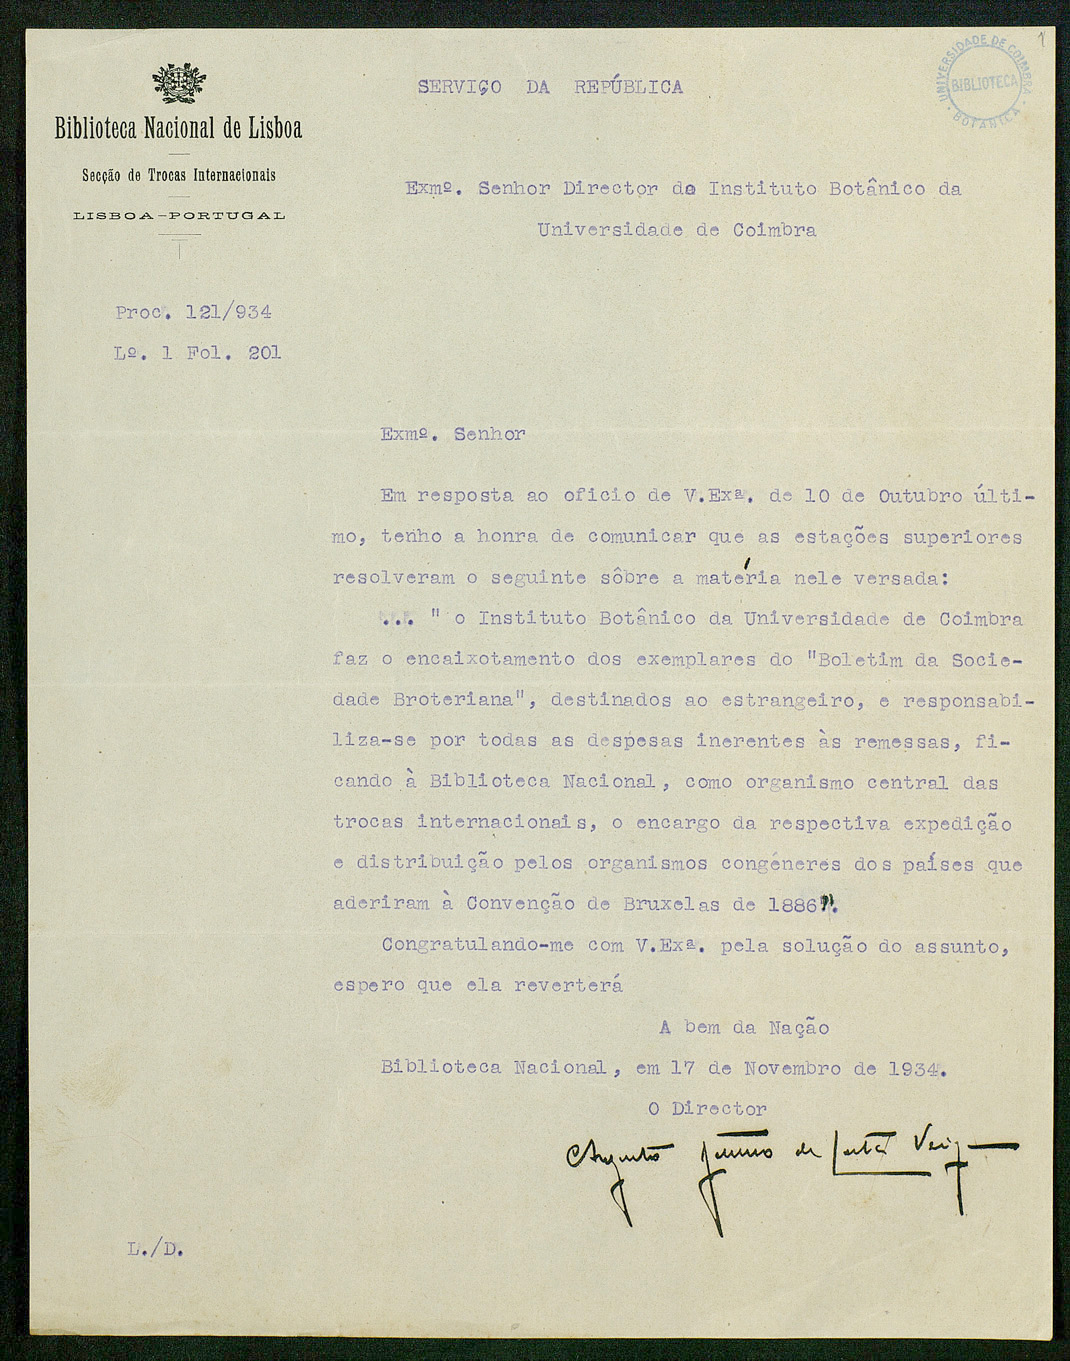 1
UNIVERSIDADE DE COIMBRA
BIBLIOTECA
BOTANICA
Biblioteca Nacional de Lisboa
Secção de Trocas Internacionais
LISBOA-PORTUGAL
SERVIÇO DA REPÚBLICA
Exmº. Senhor Director do Instituto Botânico da
Universidade de Coimbra
Proc. 121/934
Lº. 1 Fol. 201
Exmº. Senhor
Em resposta ao oficio de V.Exª. de 10 de Outubro últi-
mo, tenho a honra de comunicar que as estações superiores
resolveram o seguinte sôbre a matéria nele versada:
... " o Instituto Botânico da Universidade de Coimbra
faz o encaixotamento dos exemplares do "Boletim da Socie-
dade Broteriana", destinados ao estrangeiro, e responsabi-
liza-se por todas as despesas inerentes às remessas, fi-
cando à Biblioteca Nacional, como organismo central das
trocas internacionais, o encargo da respectiva expedição
e distribuição pelos organismos congéneres dos países que
aderiram à Convenção de Bruxelas de 1886".
Congratulando-me com V.Exª. pela solução do assunto,
espero que ela reverterá
A bem da Nação
Biblioteca Nacional, em 17 de Novembro de 1934.
O Director
Augusto de Veiga
L./D.